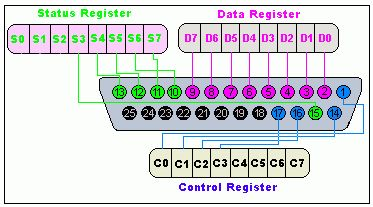 Status Register Data Register
S0 S1 S2 S3 S4 S5 S6 S7 D7 D6 D5 D4 D3 D2 D1 D0
13 12 11 10 9 8 7 6 5 4 3 2 1
25 24 23 22 21 20 19 18 17 16 15 14
C0 C1 C2 C3 C4 C5 C6 C7
Control Register